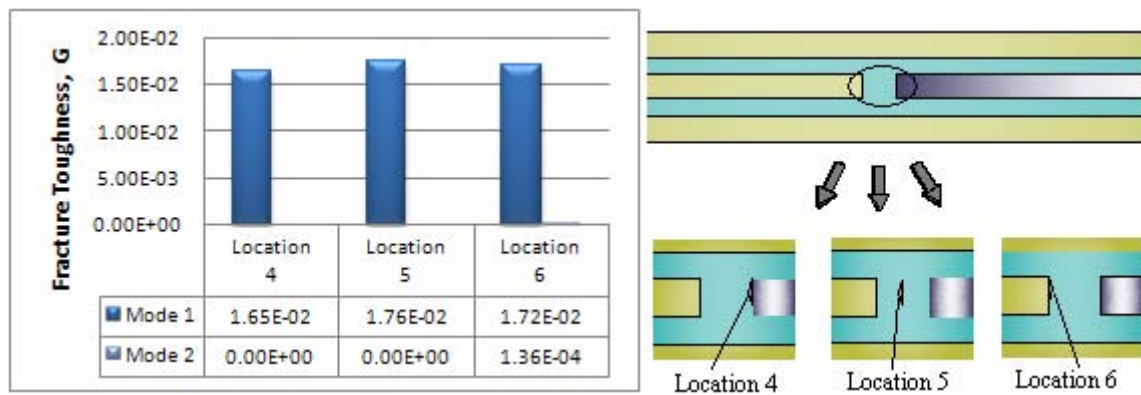 Fracture Toughness, G
2.00E-02
1.50E-02
1.00E-02
5.00E-03
0.00E+00
Location 4
Location 5
Location 6
Mode 1 1.65E-02 1.76E-02 1.72E-02
Mode 2 0.00E+00 0.00E+00 1.36E-04
Location 4
Location 5
Location 6